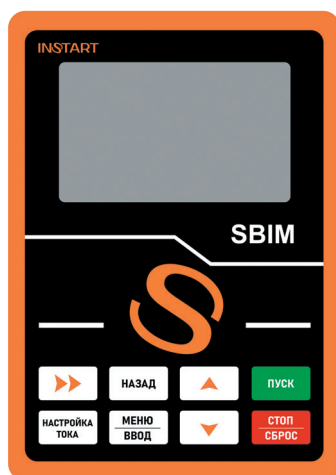 INSTART
SBIM
НАЗАД
ПУСК
НАСТРОЙКА
ТОКА
МЕНЮ
ВВОД
СТОП
СБРОС